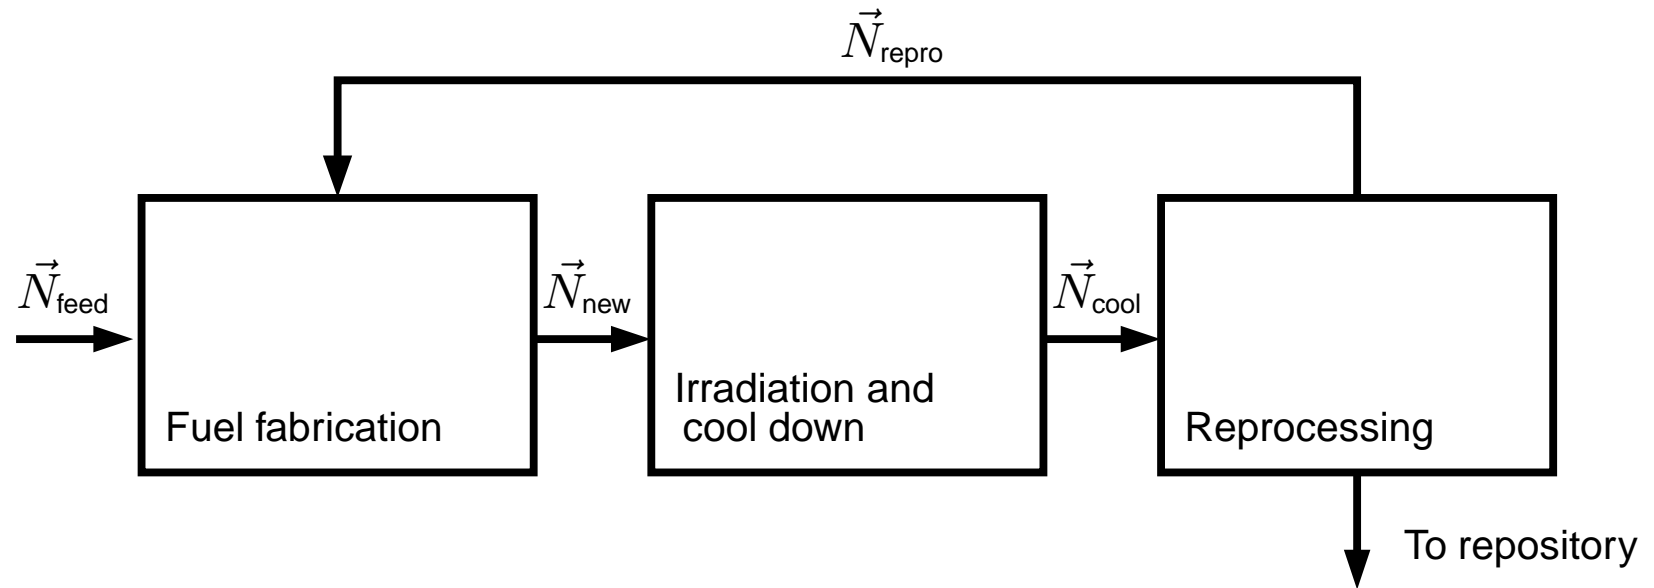 N⃗repro
N⃗feed
N⃗new
N⃗cool
Fuel fabrication
Irradiation and
cool down
Reprocessing
To repository